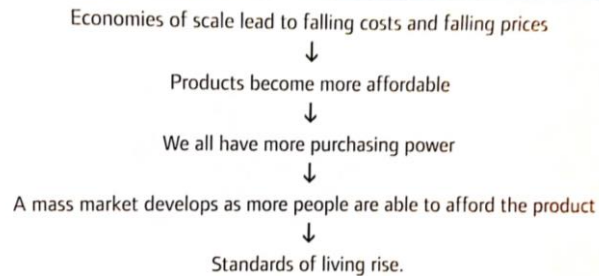 Economies of scale lead to falling costs and falling prices
↓
Products become more affordable
↓
We all have more purchasing power
↓
A mass market develops as more people are able to afford the product
↓
Standards of living rise.